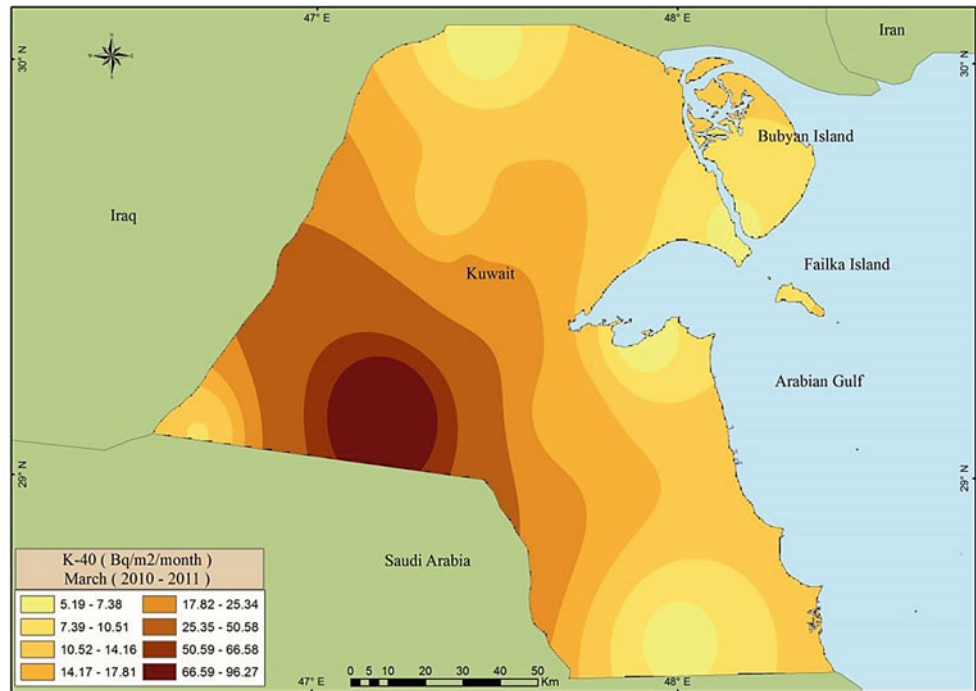 47° E
48° E
Iran
30° N
30° N
Bubyan Island
Iraq
Failka Island
Kuwait
Arabian Gulf
29° N
29° N
Saudi Arabia
K-40 ( Bq/m2/month )
March ( 2010 - 2011 )
5.19 - 7.38
17.82 - 25.34
7.39 - 10.51
25.35 - 50.58
10.52 - 14.16
50.59 - 66.58
14.17 - 17.81
66.59 - 96.27
0 5 10 20 30 40 50
Km
47° E
48° E